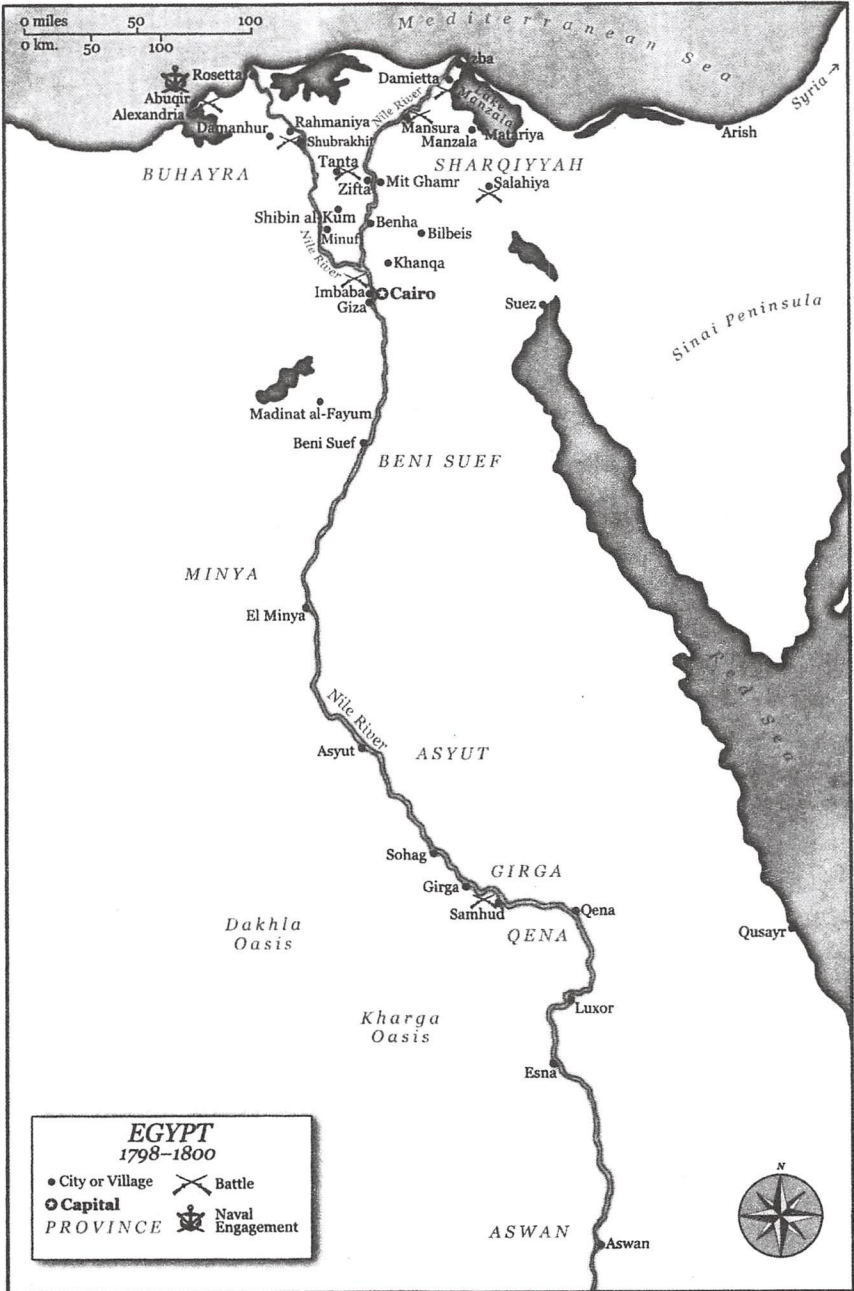 0 miles 50 100
0 km. 50 100
Mediterranean Sea
Syria →
Rosetta
Abuqir
Alexandria
Damanhur
Rahmaniya
Shubrakhit
Damietta
Izba
Lake
Manzala
Nile River
Mansura
Manzala
Matariya
Arish
BUHAYRA
SHARQIYYAH
Tanta
Zifta
Mit Ghamr
Salahiya
Shibin al-Kum
Minuf
Benha
Bilbeis
Nile River
Khanqa
Imbaba
Cairo
Giza
Suez
Sinai Peninsula
Madinat al-Fayum
Beni Suef
BENI SUEF
MINYA
El Minya
Red Sea
Nile River
Asyut
ASYUT
Sohag
GIRGA
Girga
Samhud
Qena
QENA
Qusayr
Dakhla
Oasis
Luxor
Kharga
Oasis
Esna
EGYPT
1798–1800
City or Village
Battle
Capital
PROVINCE
Naval
Engagement
N
ASWAN
Aswan